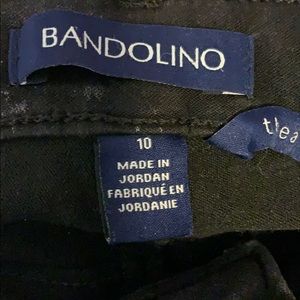 BANDOLINO
10
MADE IN
JORDAN
FABRIQUÉ EN
JORDANIE